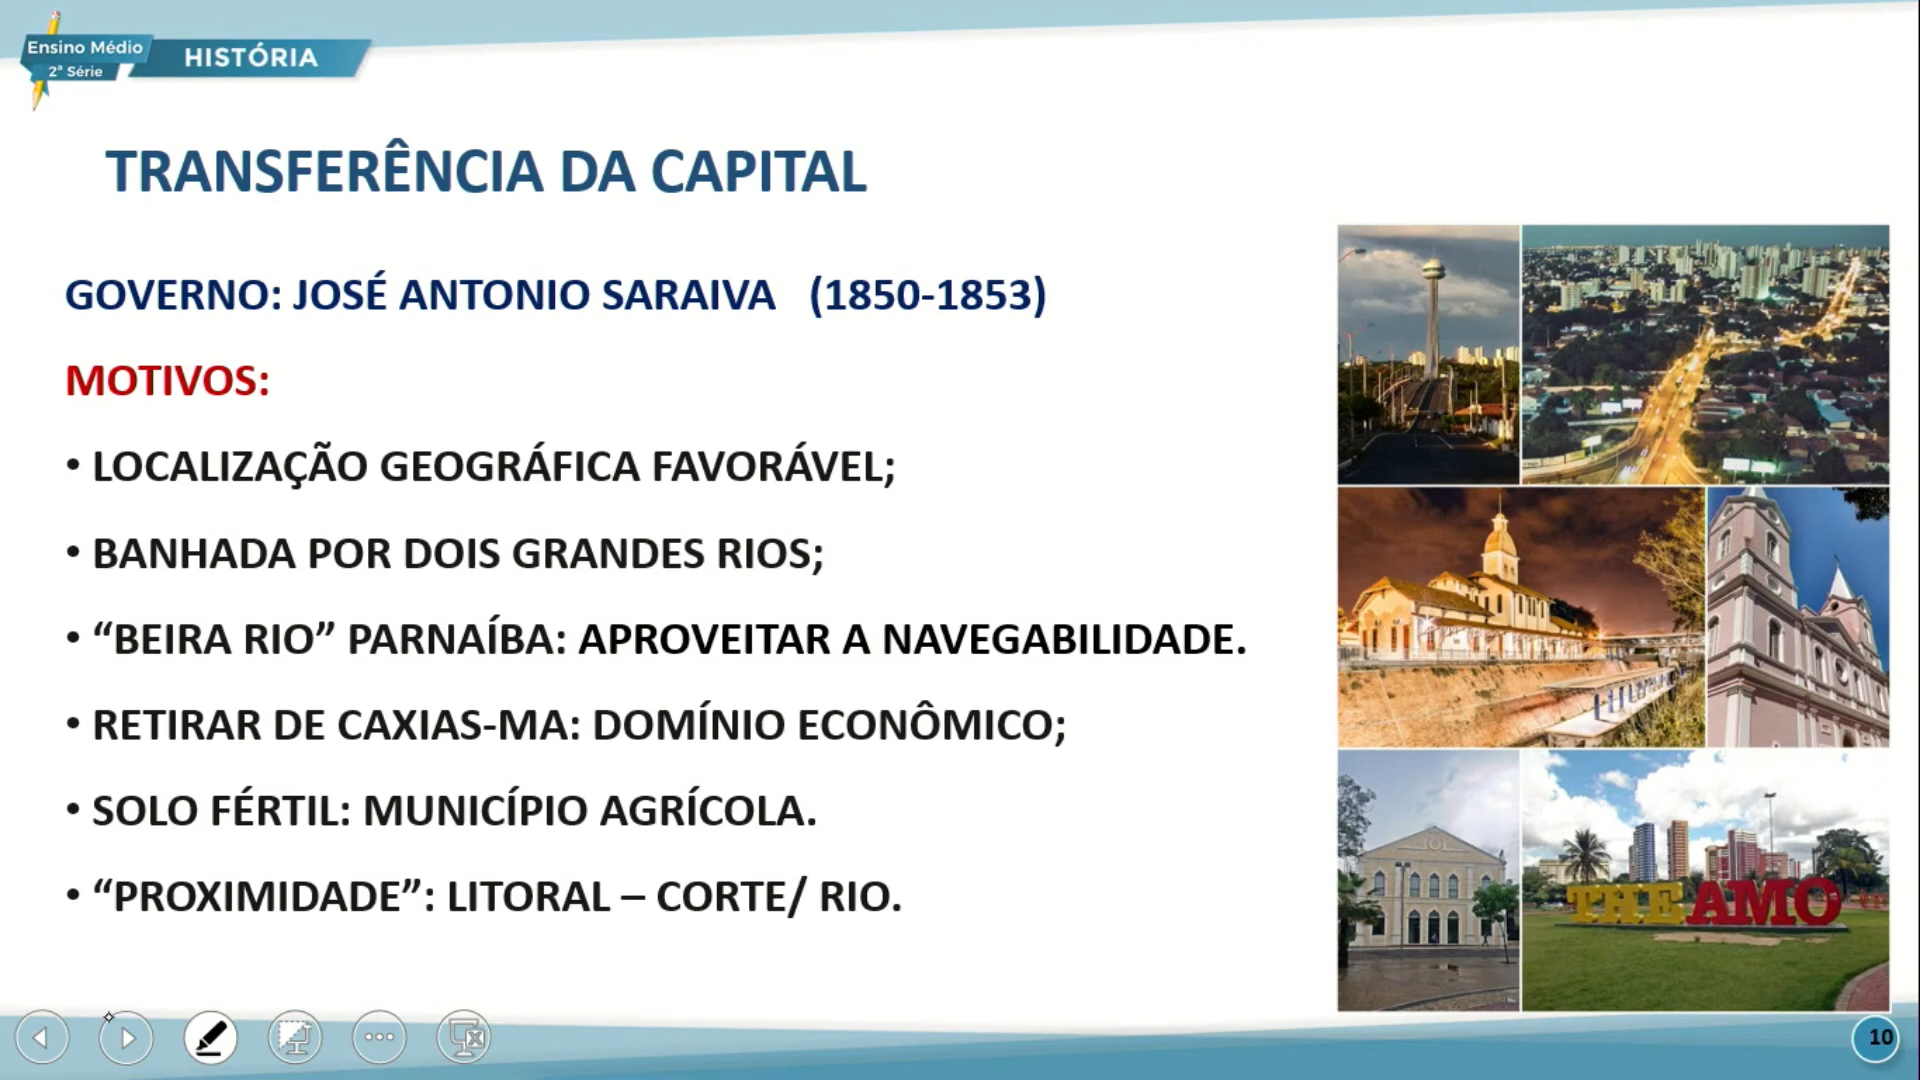 Ensino Médio
2ª Série
HISTÓRIA
TRANSFERÊNCIA DA CAPITAL
GOVERNO: JOSÉ ANTONIO SARAIVA (1850-1853)
MOTIVOS:
• LOCALIZAÇÃO GEOGRÁFICA FAVORÁVEL;
• BANHADA POR DOIS GRANDES RIOS;
• “BEIRA RIO” PARNAÍBA: APROVEITAR A NAVEGABILIDADE.
• RETIRAR DE CAXIAS-MA: DOMÍNIO ECONÔMICO;
• SOLO FÉRTIL: MUNICÍPIO AGRÍCOLA.
• “PROXIMIDADE”: LITORAL – CORTE/ RIO.
THE AMO
10